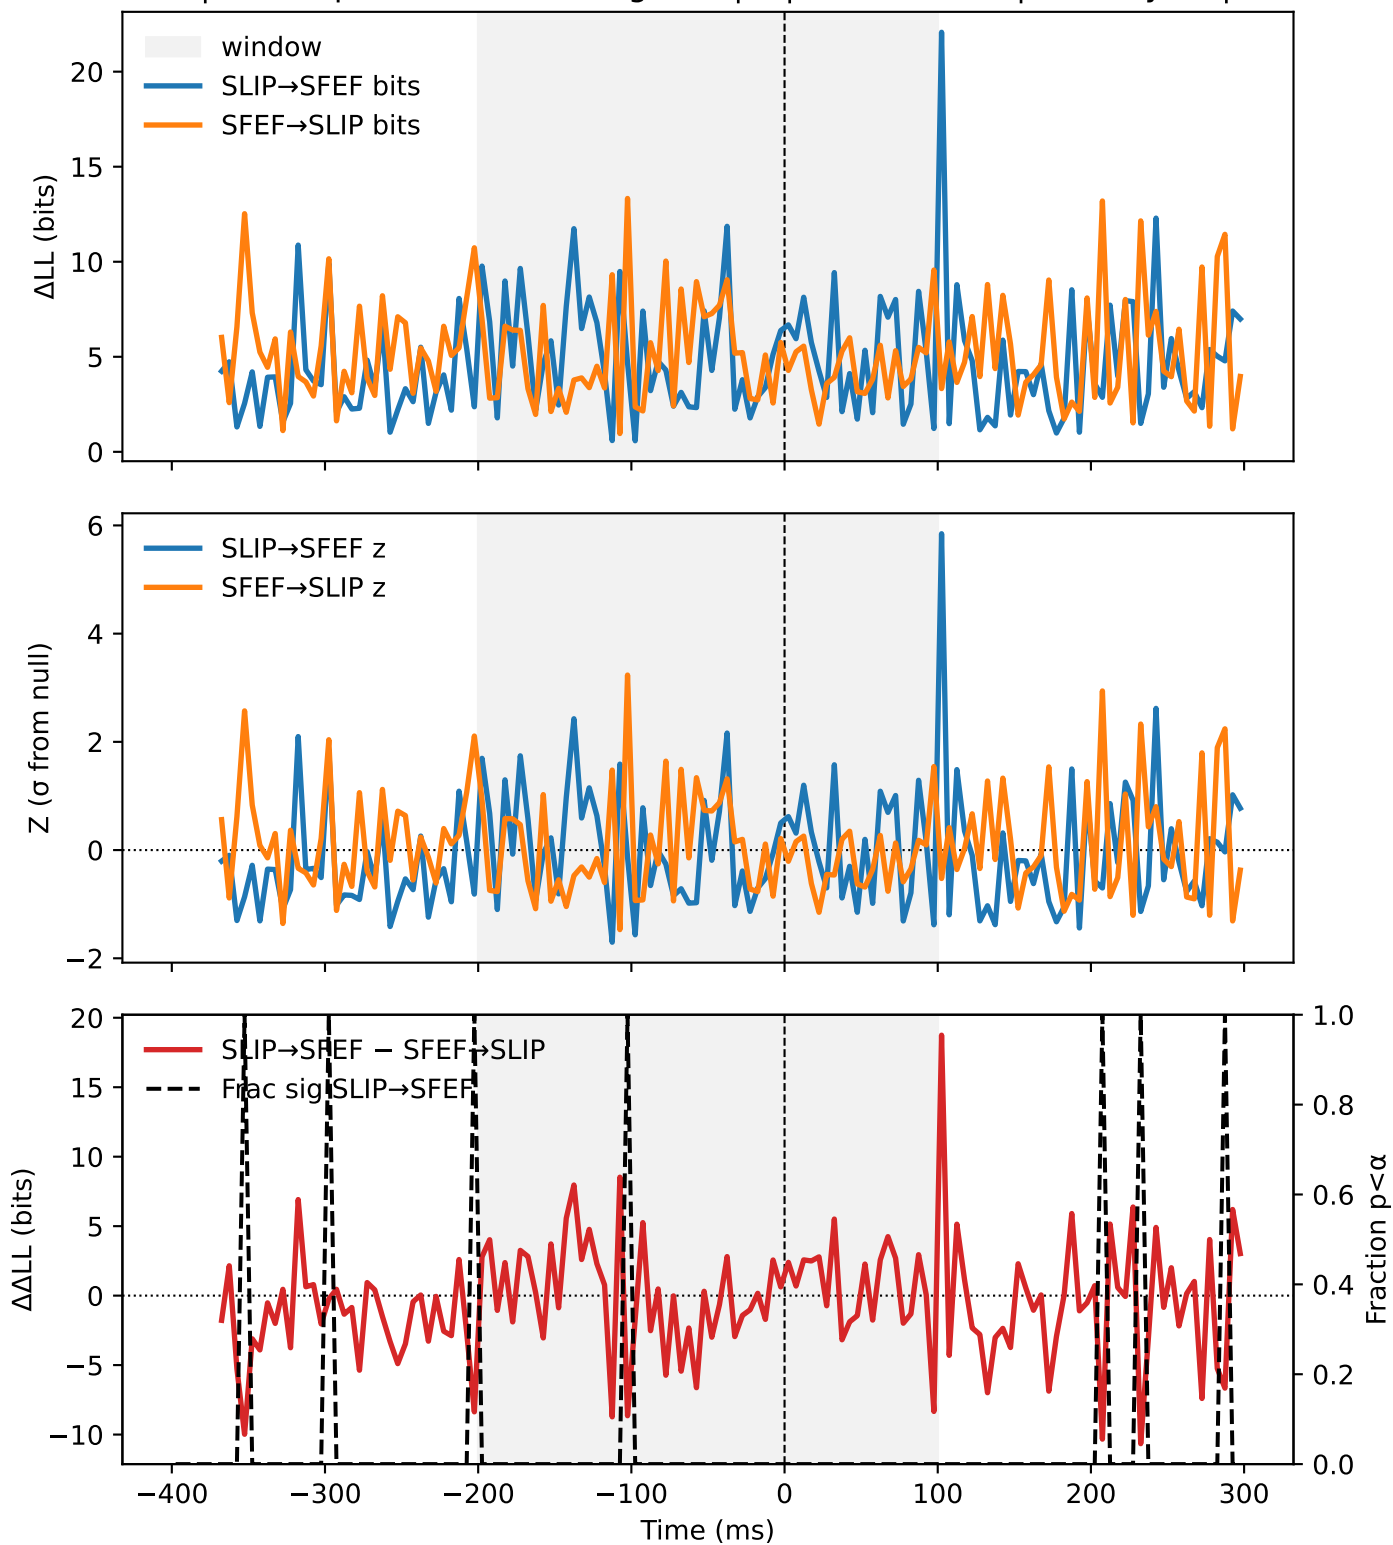 window
SLIP→SFEF bits
SFEF→SLIP bits
20
15
10
5
0
ΔLL (bits)
SLIP→SFEF z
SFEF→SLIP z
6
4
2
0
−2
Z (σ from null)
SLIP→SFEF − SFEF→SLIP
Frac sig SLIP→SFEF
20
15
10
5
0
−5
−10
ΔΔLL (bits)
1.0
0.8
0.6
0.4
0.2
0.0
Fraction p<α
−400 −300 −200 −100 0 100 200 300
Time (ms)